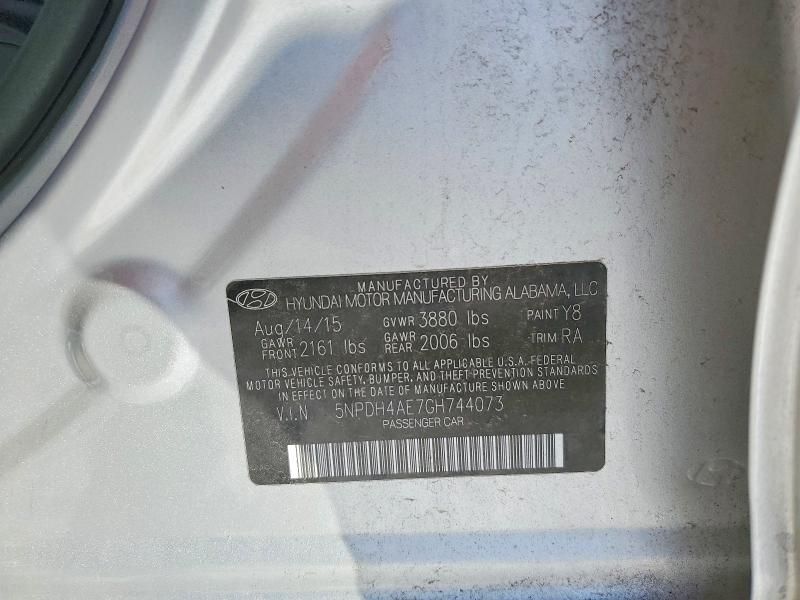 MANUFACTURED BY
HYUNDAI MOTOR MANUFACTURING ALABAMA, LLC
Aug/14/15 GVWR 3880 lbs PAINT Y8
GAWR FRONT 2161 lbs GAWR REAR 2006 lbs TRIM RA
THIS VEHICLE CONFORMS TO ALL APPLICABLE U.S.A. FEDERAL
MOTOR VEHICLE SAFETY, BUMPER, AND THEFT PREVENTION STANDARDS
IN EFFECT ON THE DATE OF MANUFACTURE SHOWN ABOVE
V.I.N 5NPDH4AE7GH744073
PASSENGER CAR